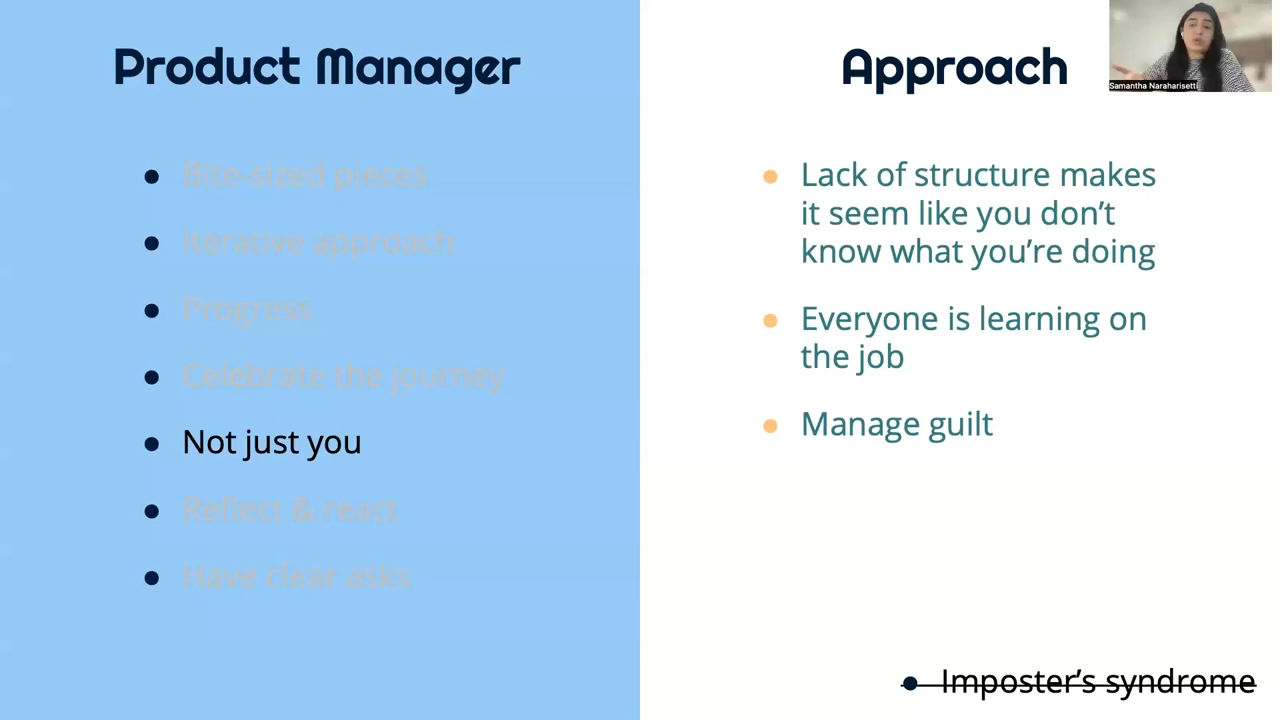 Product Manager
Bite-sized pieces
Iterative approach
Progress
Celebrate the journey
Not just you
Reflect & react
Have clear asks
Approach
Lack of structure makes
it seem like you don’t
know what you’re doing
Everyone is learning on
the job
Manage guilt
Imposter’s syndrome
Samantha Naraharisetti